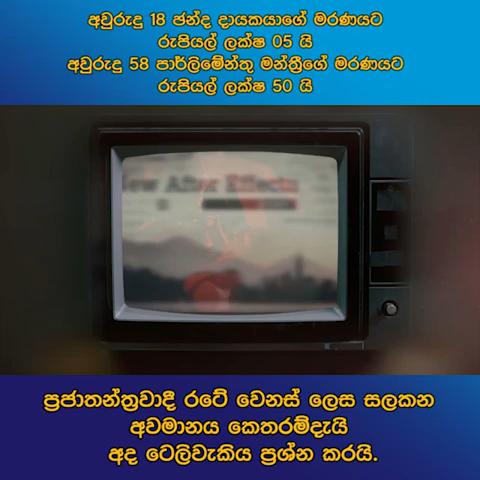 අවුරුදු 18 ඡන්ද දායකයාගේ මරණයට
රුපියල් ලක්ෂ 05 යි
අවුරුදු 58 පාර්ලිමේන්තු මන්ත්‍රීගේ මරණයට
රුපියල් ලක්ෂ 50 යි
After Effects
ප්‍රජාතන්ත්‍රවාදී රටේ වෙනස් ලෙස සලකන
අවමානය කෙතරම්දැයි
අද ටෙලිවැකිය ප්‍රශ්න කරයි.